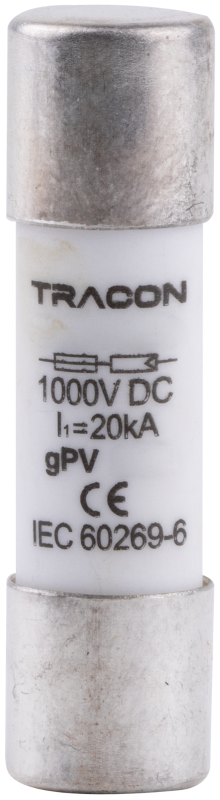 TRACON
1000V DC
I₁=20kA
gPV
CE
IEC 60269-6